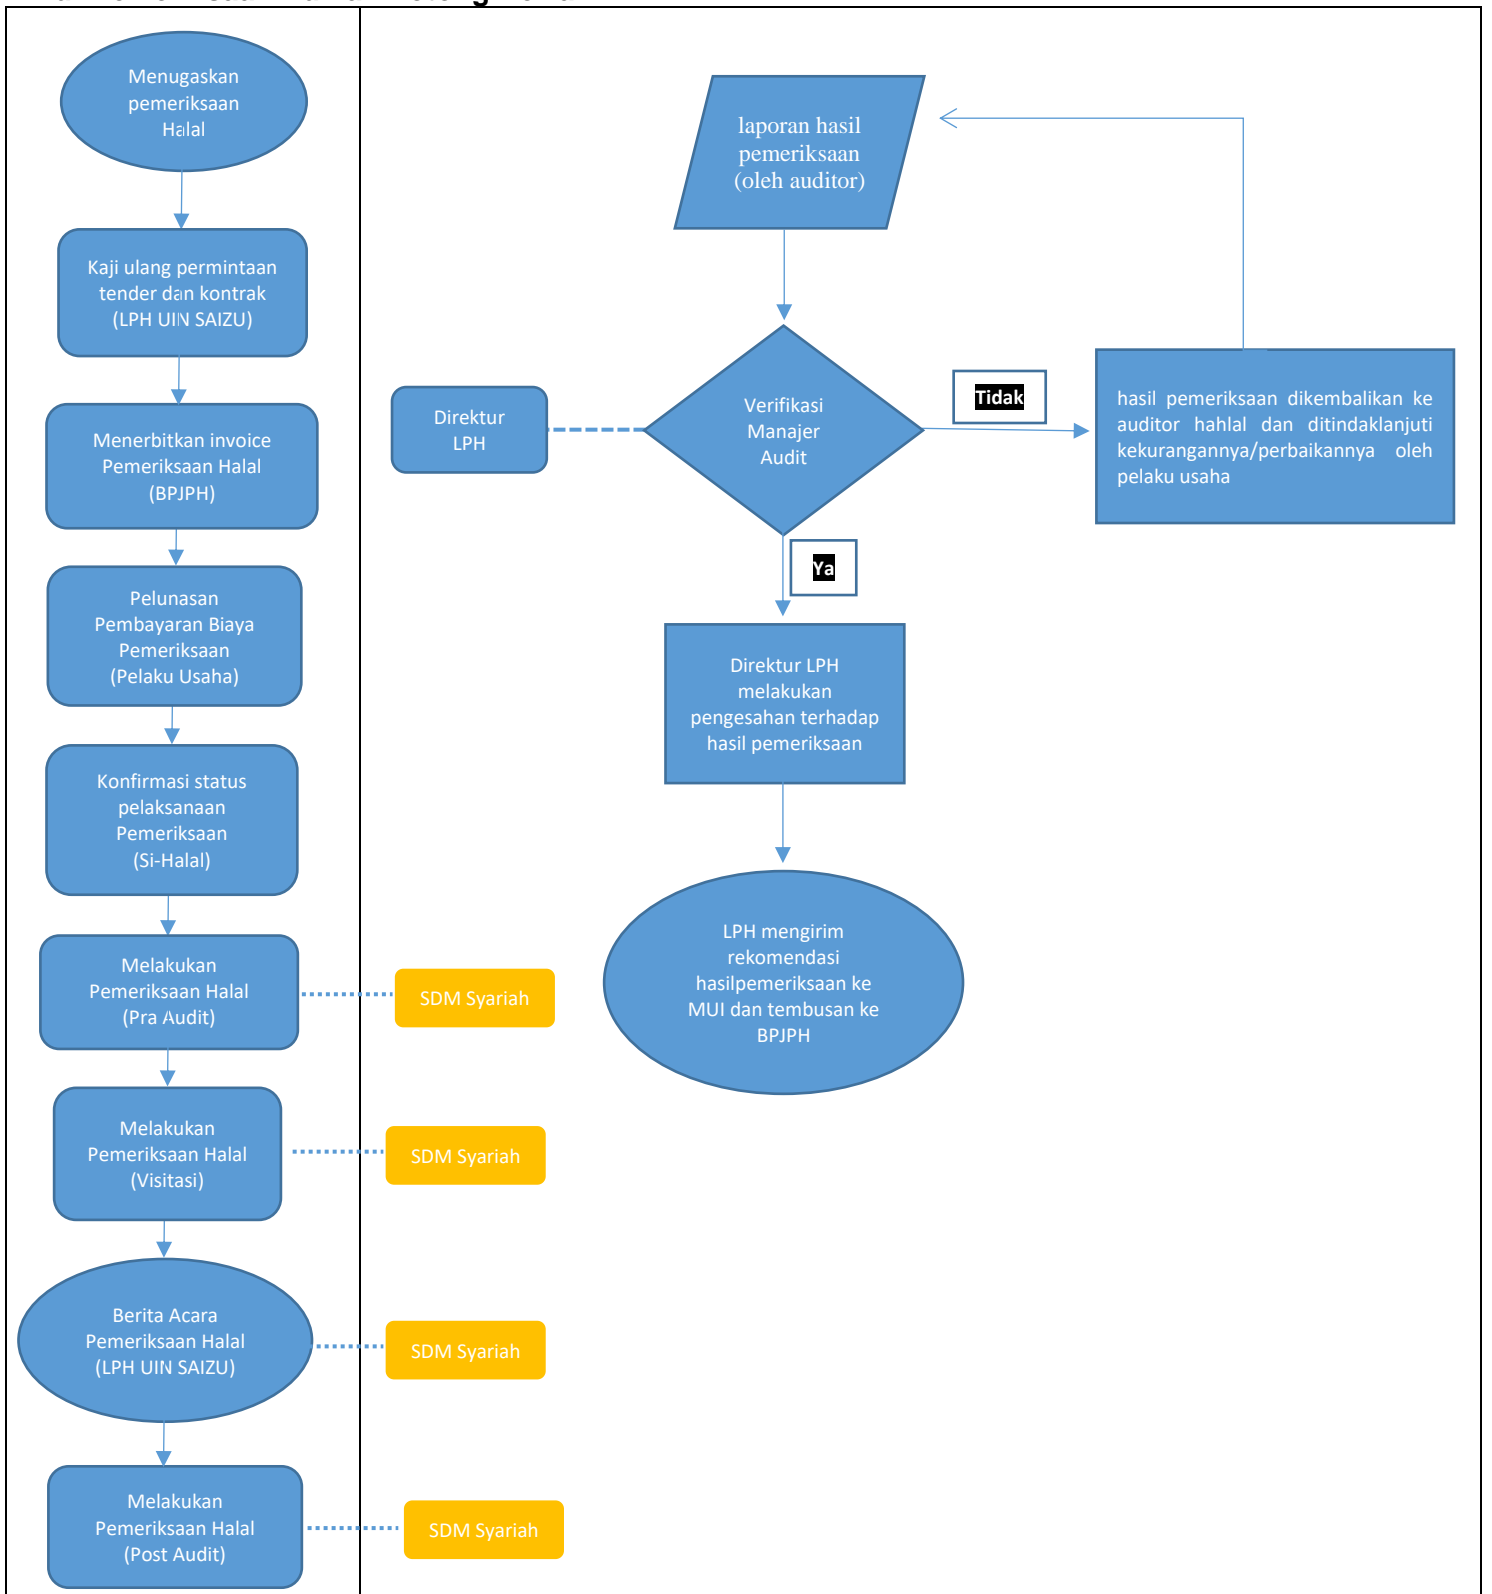 Menugaskan
pemeriksaan
Halal
Kaji ulang permintaan
tender dan kontrak
(LPH UIN SAIZU)
Menerbitkan invoice
Pemeriksaan Halal
(BPJPH)
Pelunasan
Pembayaran Biaya
Pemeriksaan
(Pelaku Usaha)
Konfirmasi status
pelaksanaan
Pemeriksaan
(Si-Halal)
Melakukan
Pemeriksaan Halal
(Pra Audit)
SDM Syariah
Melakukan
Pemeriksaan Halal
(Visitasi)
SDM Syariah
Berita Acara
Pemeriksaan Halal
(LPH UIN SAIZU)
SDM Syariah
Melakukan
Pemeriksaan Halal
(Post Audit)
SDM Syariah
laporan hasil
pemeriksaan
(oleh auditor)
Direktur
LPH
Verifikasi
Manajer
Audit
Tidak
hasil pemeriksaan dikembalikan ke
auditor hahlal dan ditindaklanjuti
kekurangannya/perbaikannya oleh
pelaku usaha
Ya
Direktur LPH
melakukan
pengesahan terhadap
hasil pemeriksaan
LPH mengirim
rekomendasi
hasilpemeriksaan ke
MUI dan tembusan ke
BPJPH